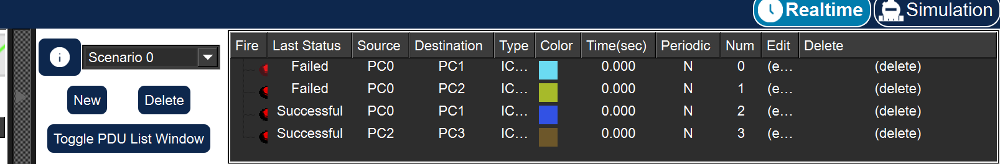 Realtime Simulation
Fire Last Status Source Destination Type Color Time(sec) Periodic Num Edit Delete
i Scenario 0
Failed PC0 PC1 IC... 0.000 N 0 (e... (delete)
Failed PC0 PC2 IC... 0.000 N 1 (e... (delete)
New Delete
Successful PC0 PC1 IC... 0.000 N 2 (e... (delete)
Successful PC2 PC3 IC... 0.000 N 3 (e... (delete)
Toggle PDU List Window